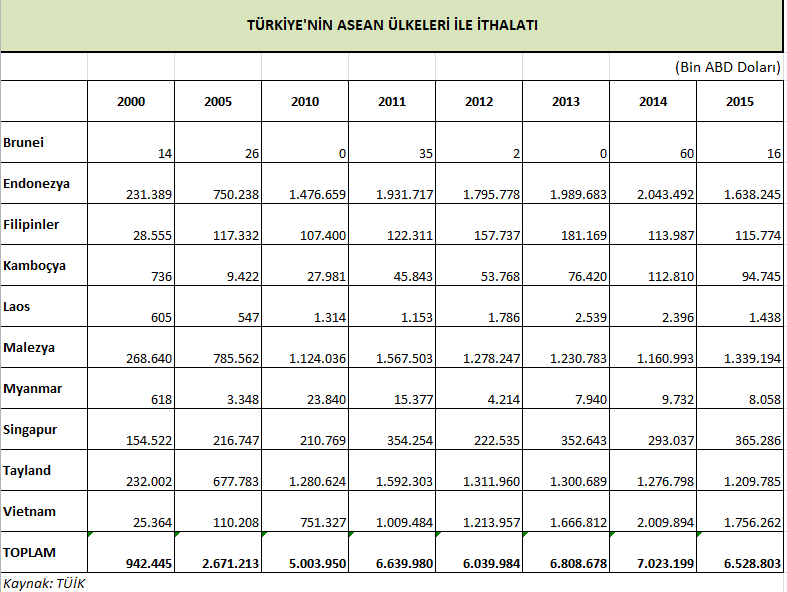 TÜRKİYE'NİN ASEAN ÜLKELERİ İLE İTHALATI
(Bin ABD Doları)
2000 2005 2010 2011 2012 2013 2014 2015
Brunei 14 26 0 35 2 0 60 16
Endonezya 231.389 750.238 1.476.659 1.931.717 1.795.778 1.989.683 2.043.492 1.638.245
Filipinler 28.555 117.332 107.400 122.311 157.737 181.169 113.987 115.774
Kamboçya 736 9.422 27.981 45.843 53.768 76.420 112.810 94.745
Laos 605 547 1.314 1.153 1.786 2.539 2.396 1.438
Malezya 268.640 785.562 1.124.036 1.567.503 1.278.247 1.230.783 1.160.993 1.339.194
Myanmar 618 3.348 23.840 15.377 4.214 7.940 9.732 8.058
Singapur 154.522 216.747 210.769 354.254 222.535 352.643 293.037 365.286
Tayland 232.002 677.783 1.280.624 1.592.303 1.311.960 1.300.689 1.276.798 1.209.785
Vietnam 25.364 110.208 751.327 1.009.484 1.213.957 1.666.812 2.009.894 1.756.262
TOPLAM 942.445 2.671.213 5.003.950 6.639.980 6.039.984 6.808.678 7.023.199 6.528.803
Kaynak: TÜİK